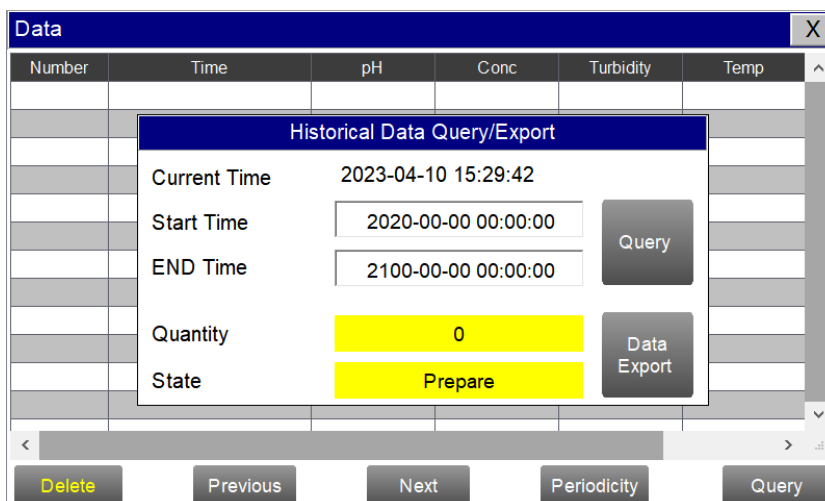 Data X
Number Time pH Conc Turbidity Temp
Historical Data Query/Export
Current Time 2023-04-10 15:29:42
Start Time 2020-00-00 00:00:00
Query
END Time 2100-00-00 00:00:00
Quantity 0
Data
Export
State Prepare
Delete Previous Next Periodicity Query